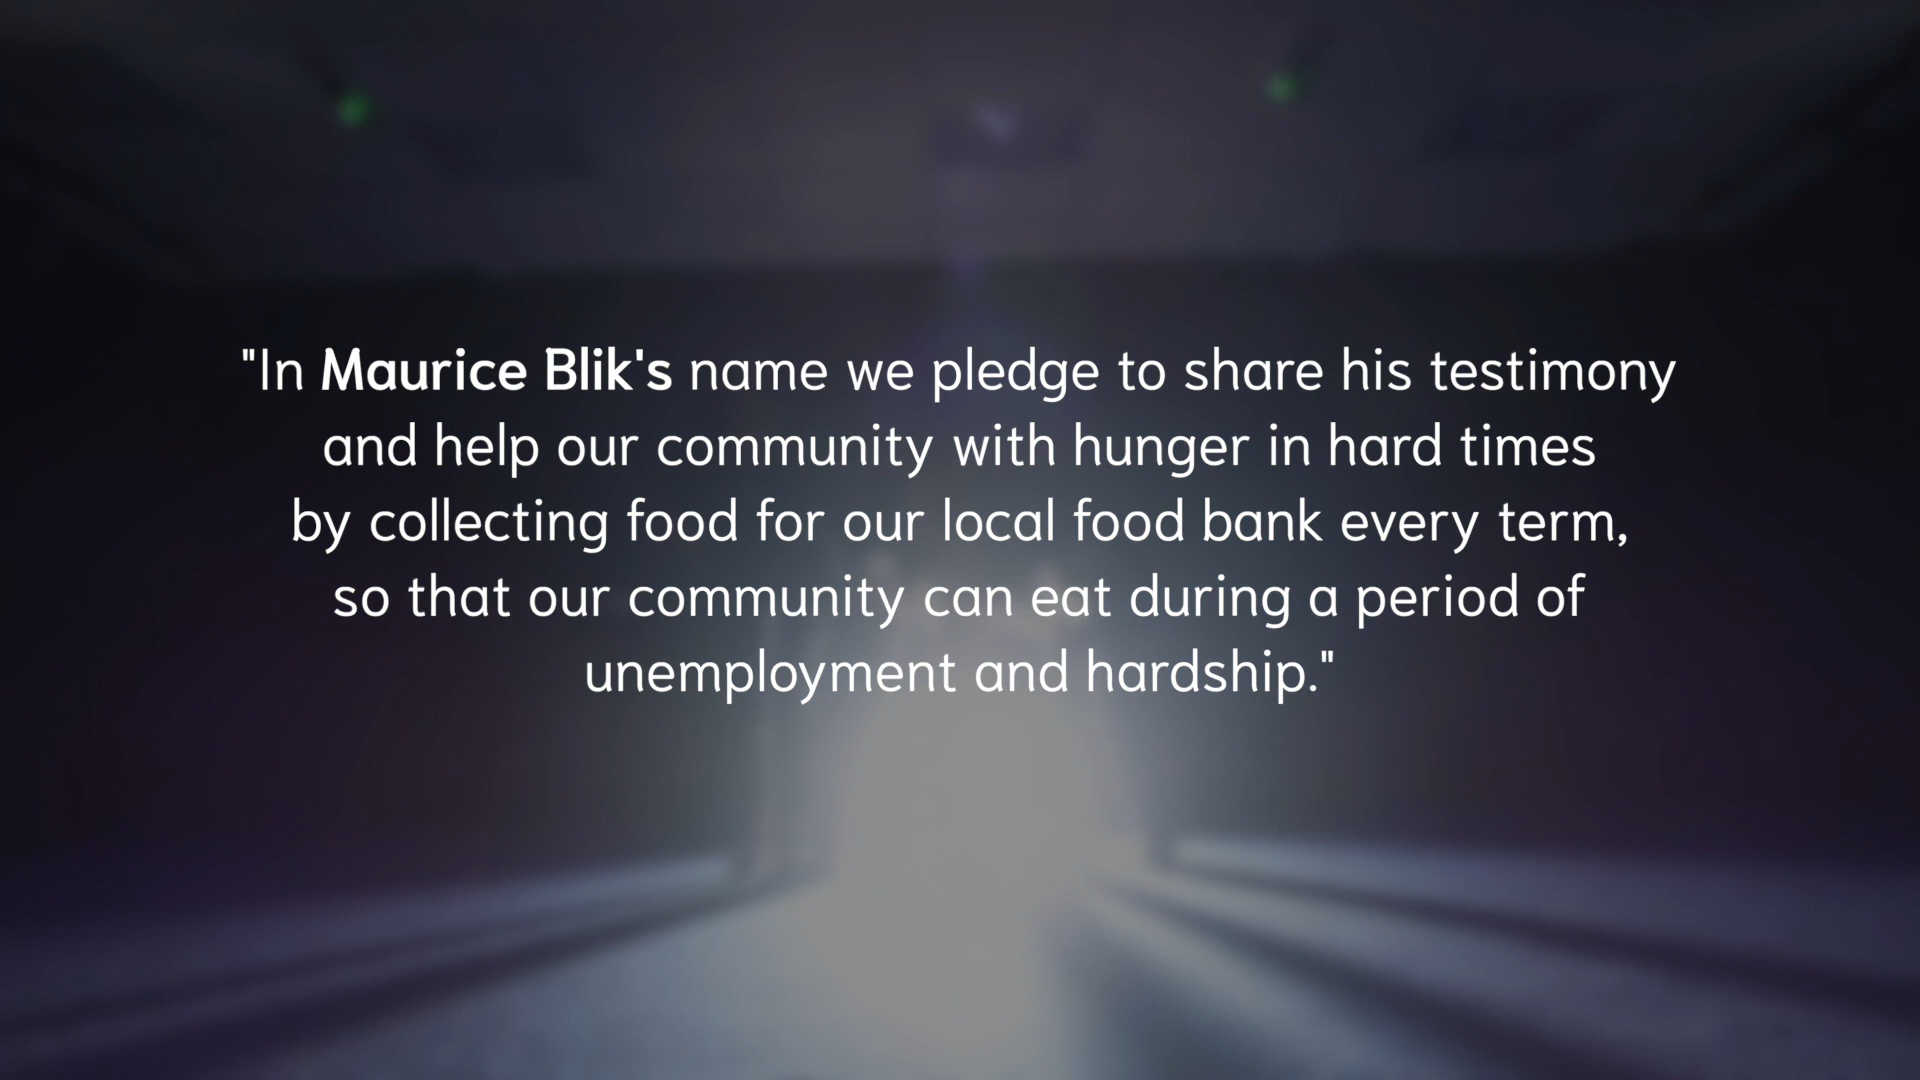 "In Maurice Blik's name we pledge to share his testimony
and help our community with hunger in hard times
by collecting food for our local food bank every term,
so that our community can eat during a period of
unemployment and hardship."